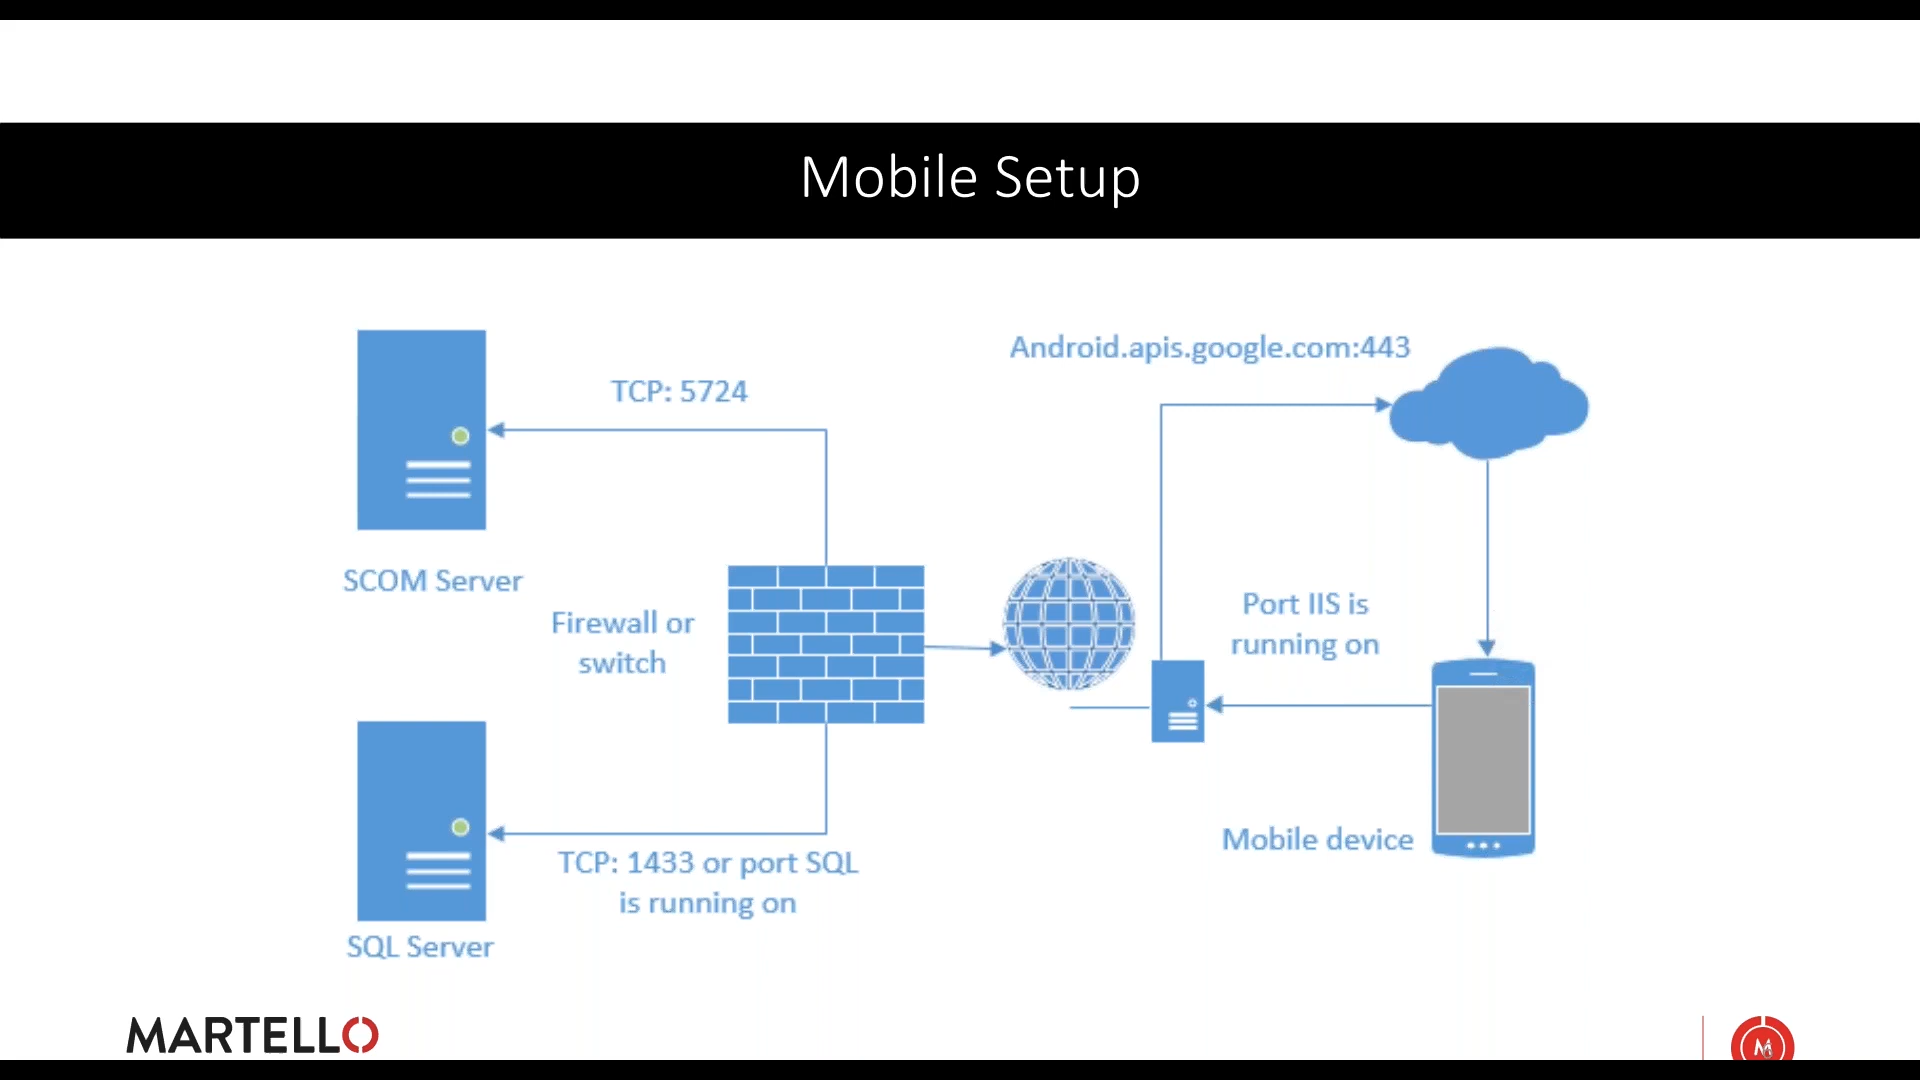 Mobile Setup
Android.apis.google.com:443
TCP: 5724
SCOM Server
Firewall or
switch
Port IIS is
running on
Mobile device
TCP: 1433 or port SQL
is running on
SQL Server
MARTELLO
M